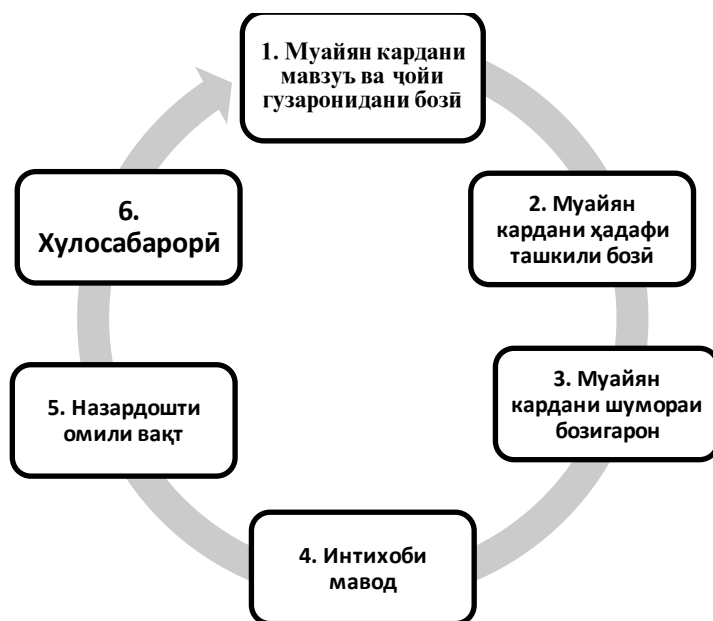 1. Муайян кардани
мавзуъ ва ҷойи
гузаронидани бозӣ
2. Муайян
кардани ҳадафи
ташкили бозӣ
3. Муайян
кардани шумораи
бозигарон
4. Интихоби
мавод
5. Назардошти
омили вақт
6.
Хулосабарорӣ